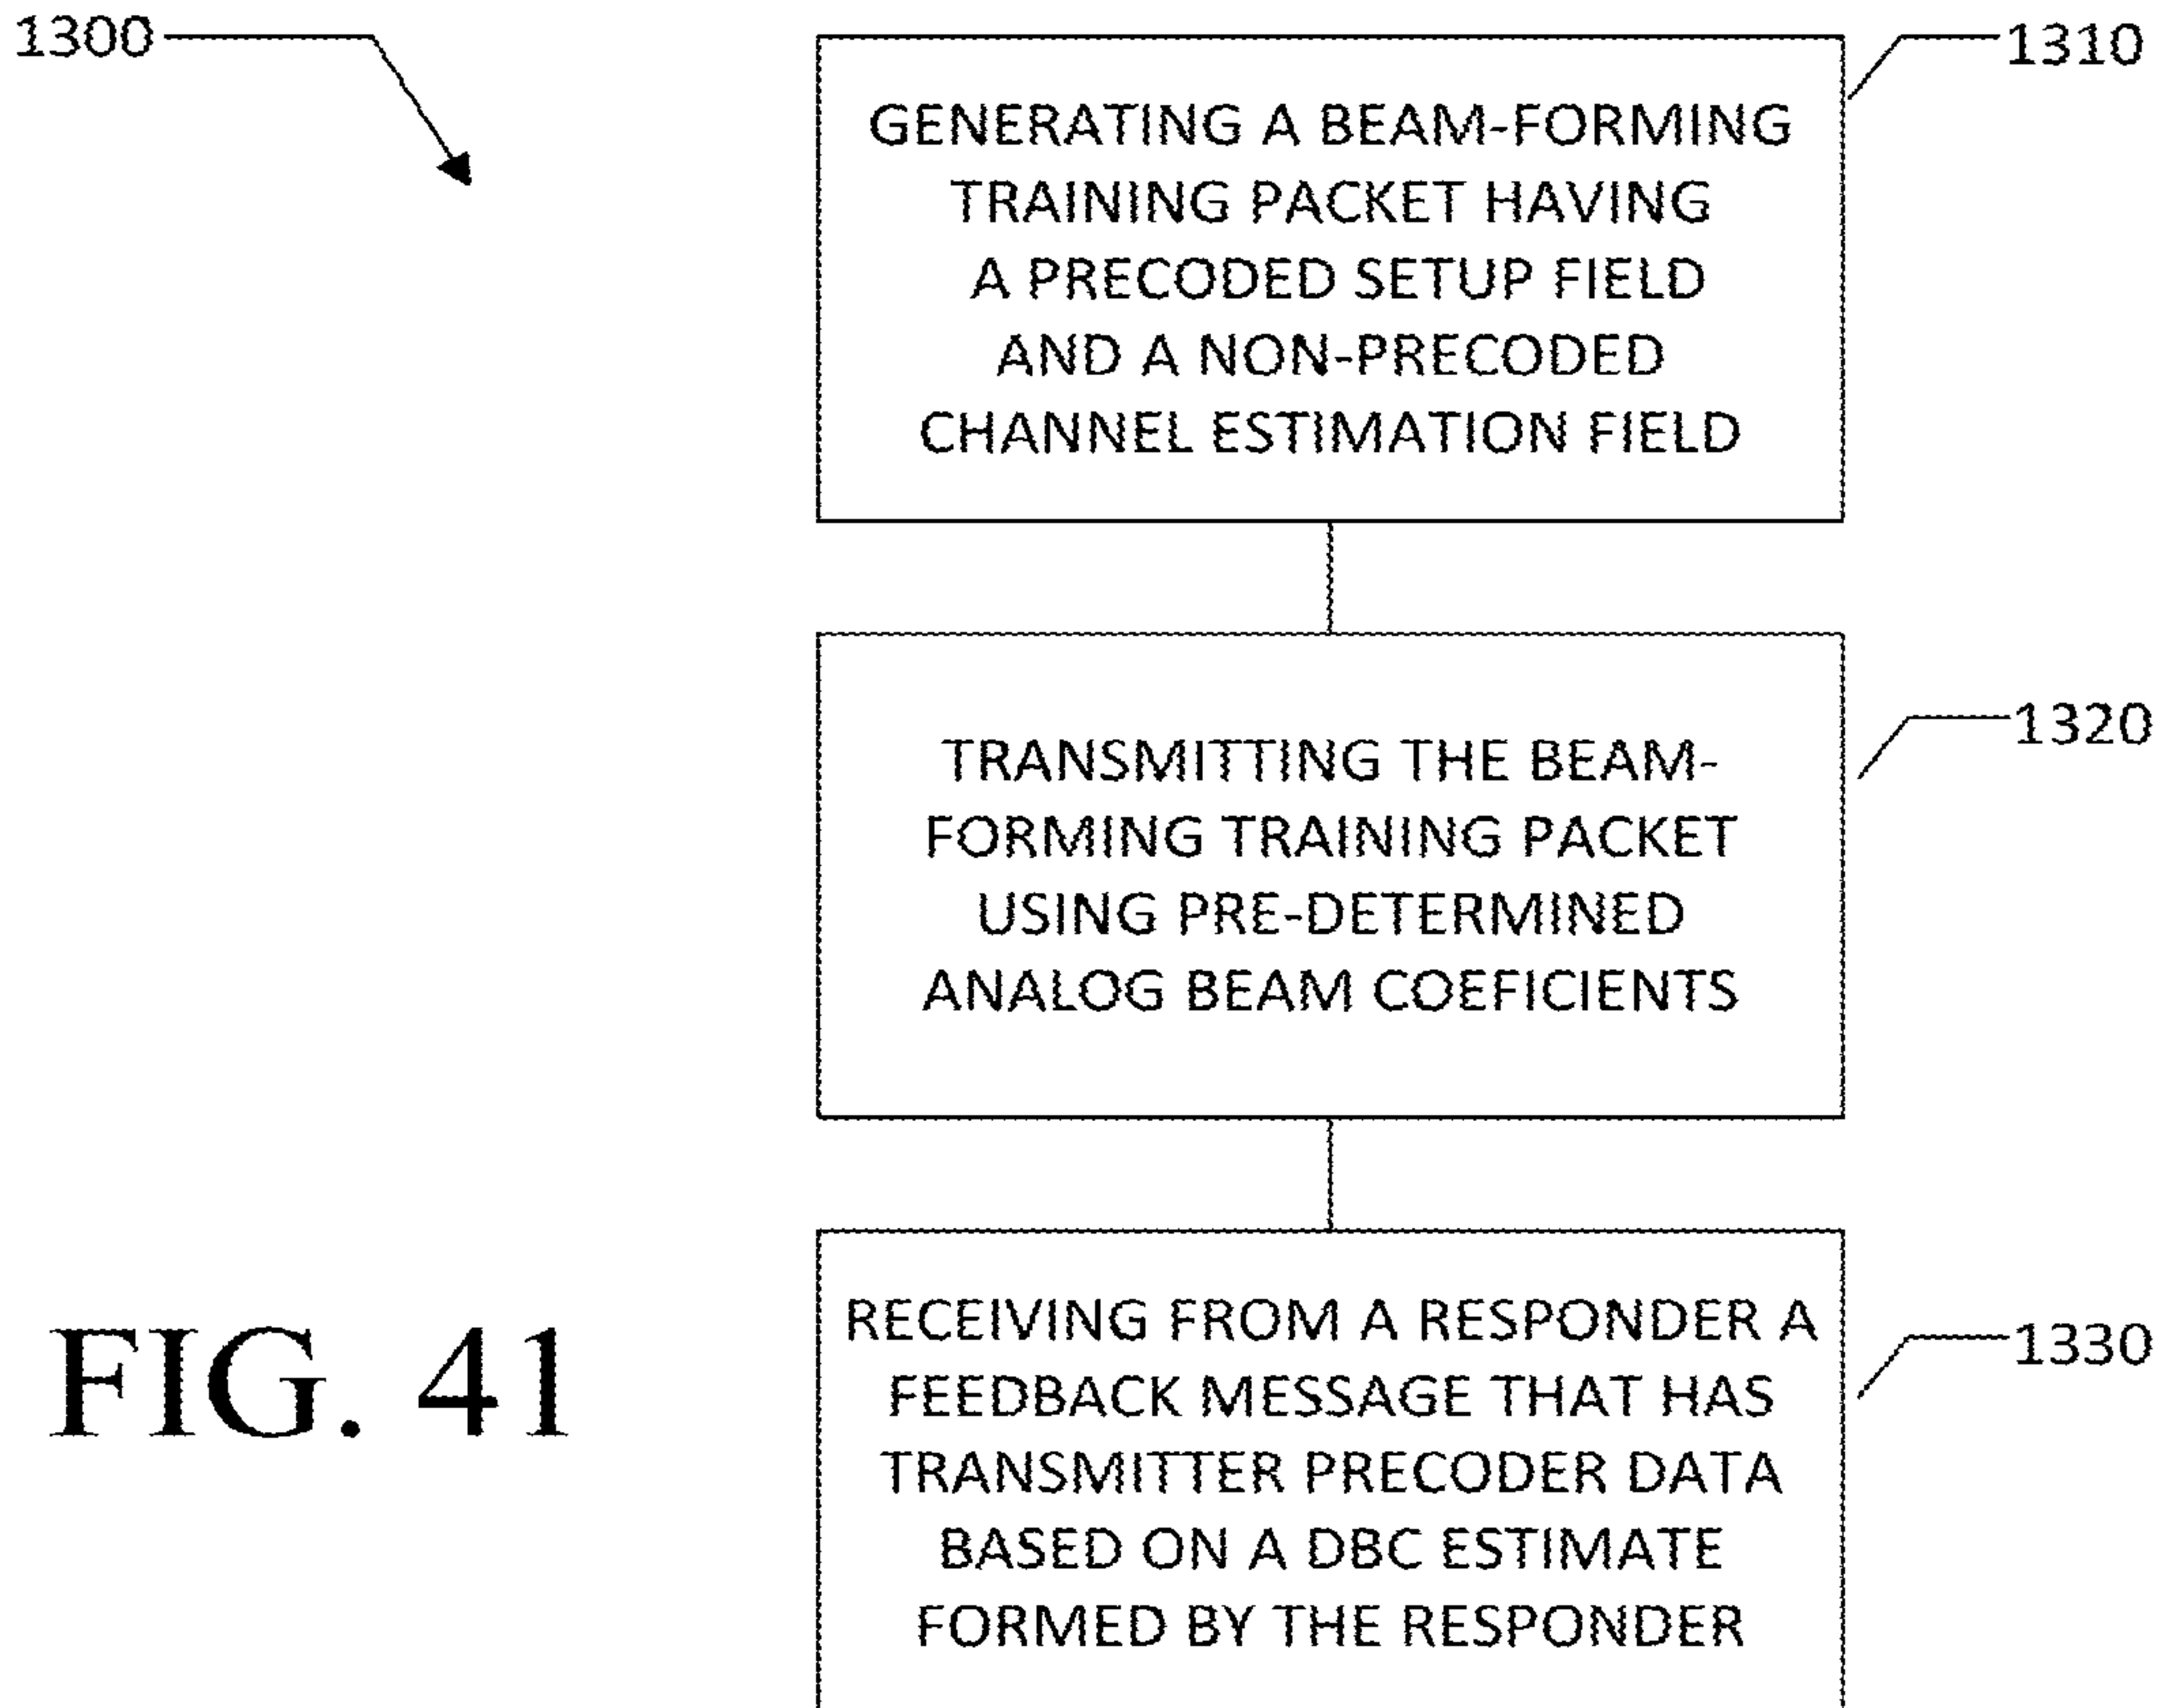 1300
1310
GENERATING A BEAM-FORMING
TRAINING PACKET HAVING
A PRECODED SETUP FIELD
AND A NON-PRECODED
CHANNEL ESTIMATION FIELD
1320
TRANSMITTING THE BEAM-
FORMING TRAINING PACKET
USING PRE-DETERMINED
ANALOG BEAM COEFICIENTS
1330
RECEIVING FROM A RESPONDER A
FEEDBACK MESSAGE THAT HAS
TRANSMITTER PRECODER DATA
BASED ON A DBC ESTIMATE
FORMED BY THE RESPONDER
FIG. 41